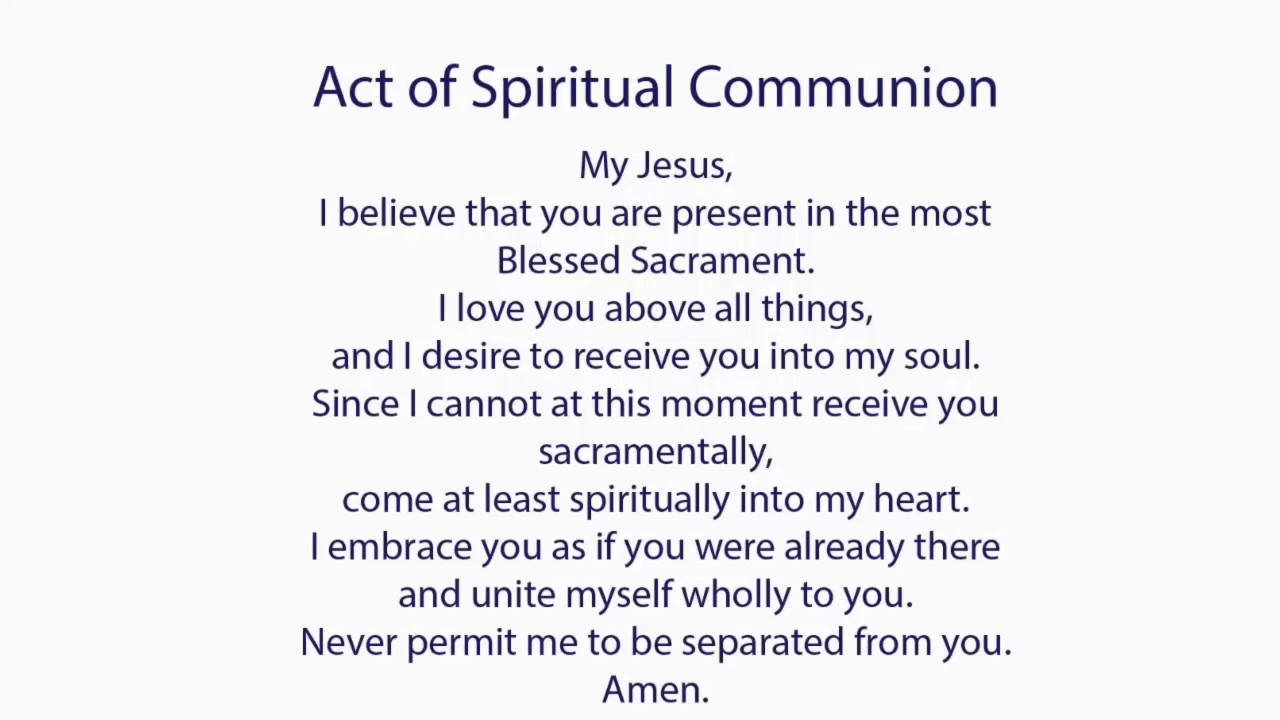 Act of Spiritual Communion
My Jesus,
I believe that you are present in the most
Blessed Sacrament.
I love you above all things,
and I desire to receive you into my soul.
Since I cannot at this moment receive you
sacramentally,
come at least spiritually into my heart.
I embrace you as if you were already there
and unite myself wholly to you.
Never permit me to be separated from you.
Amen.